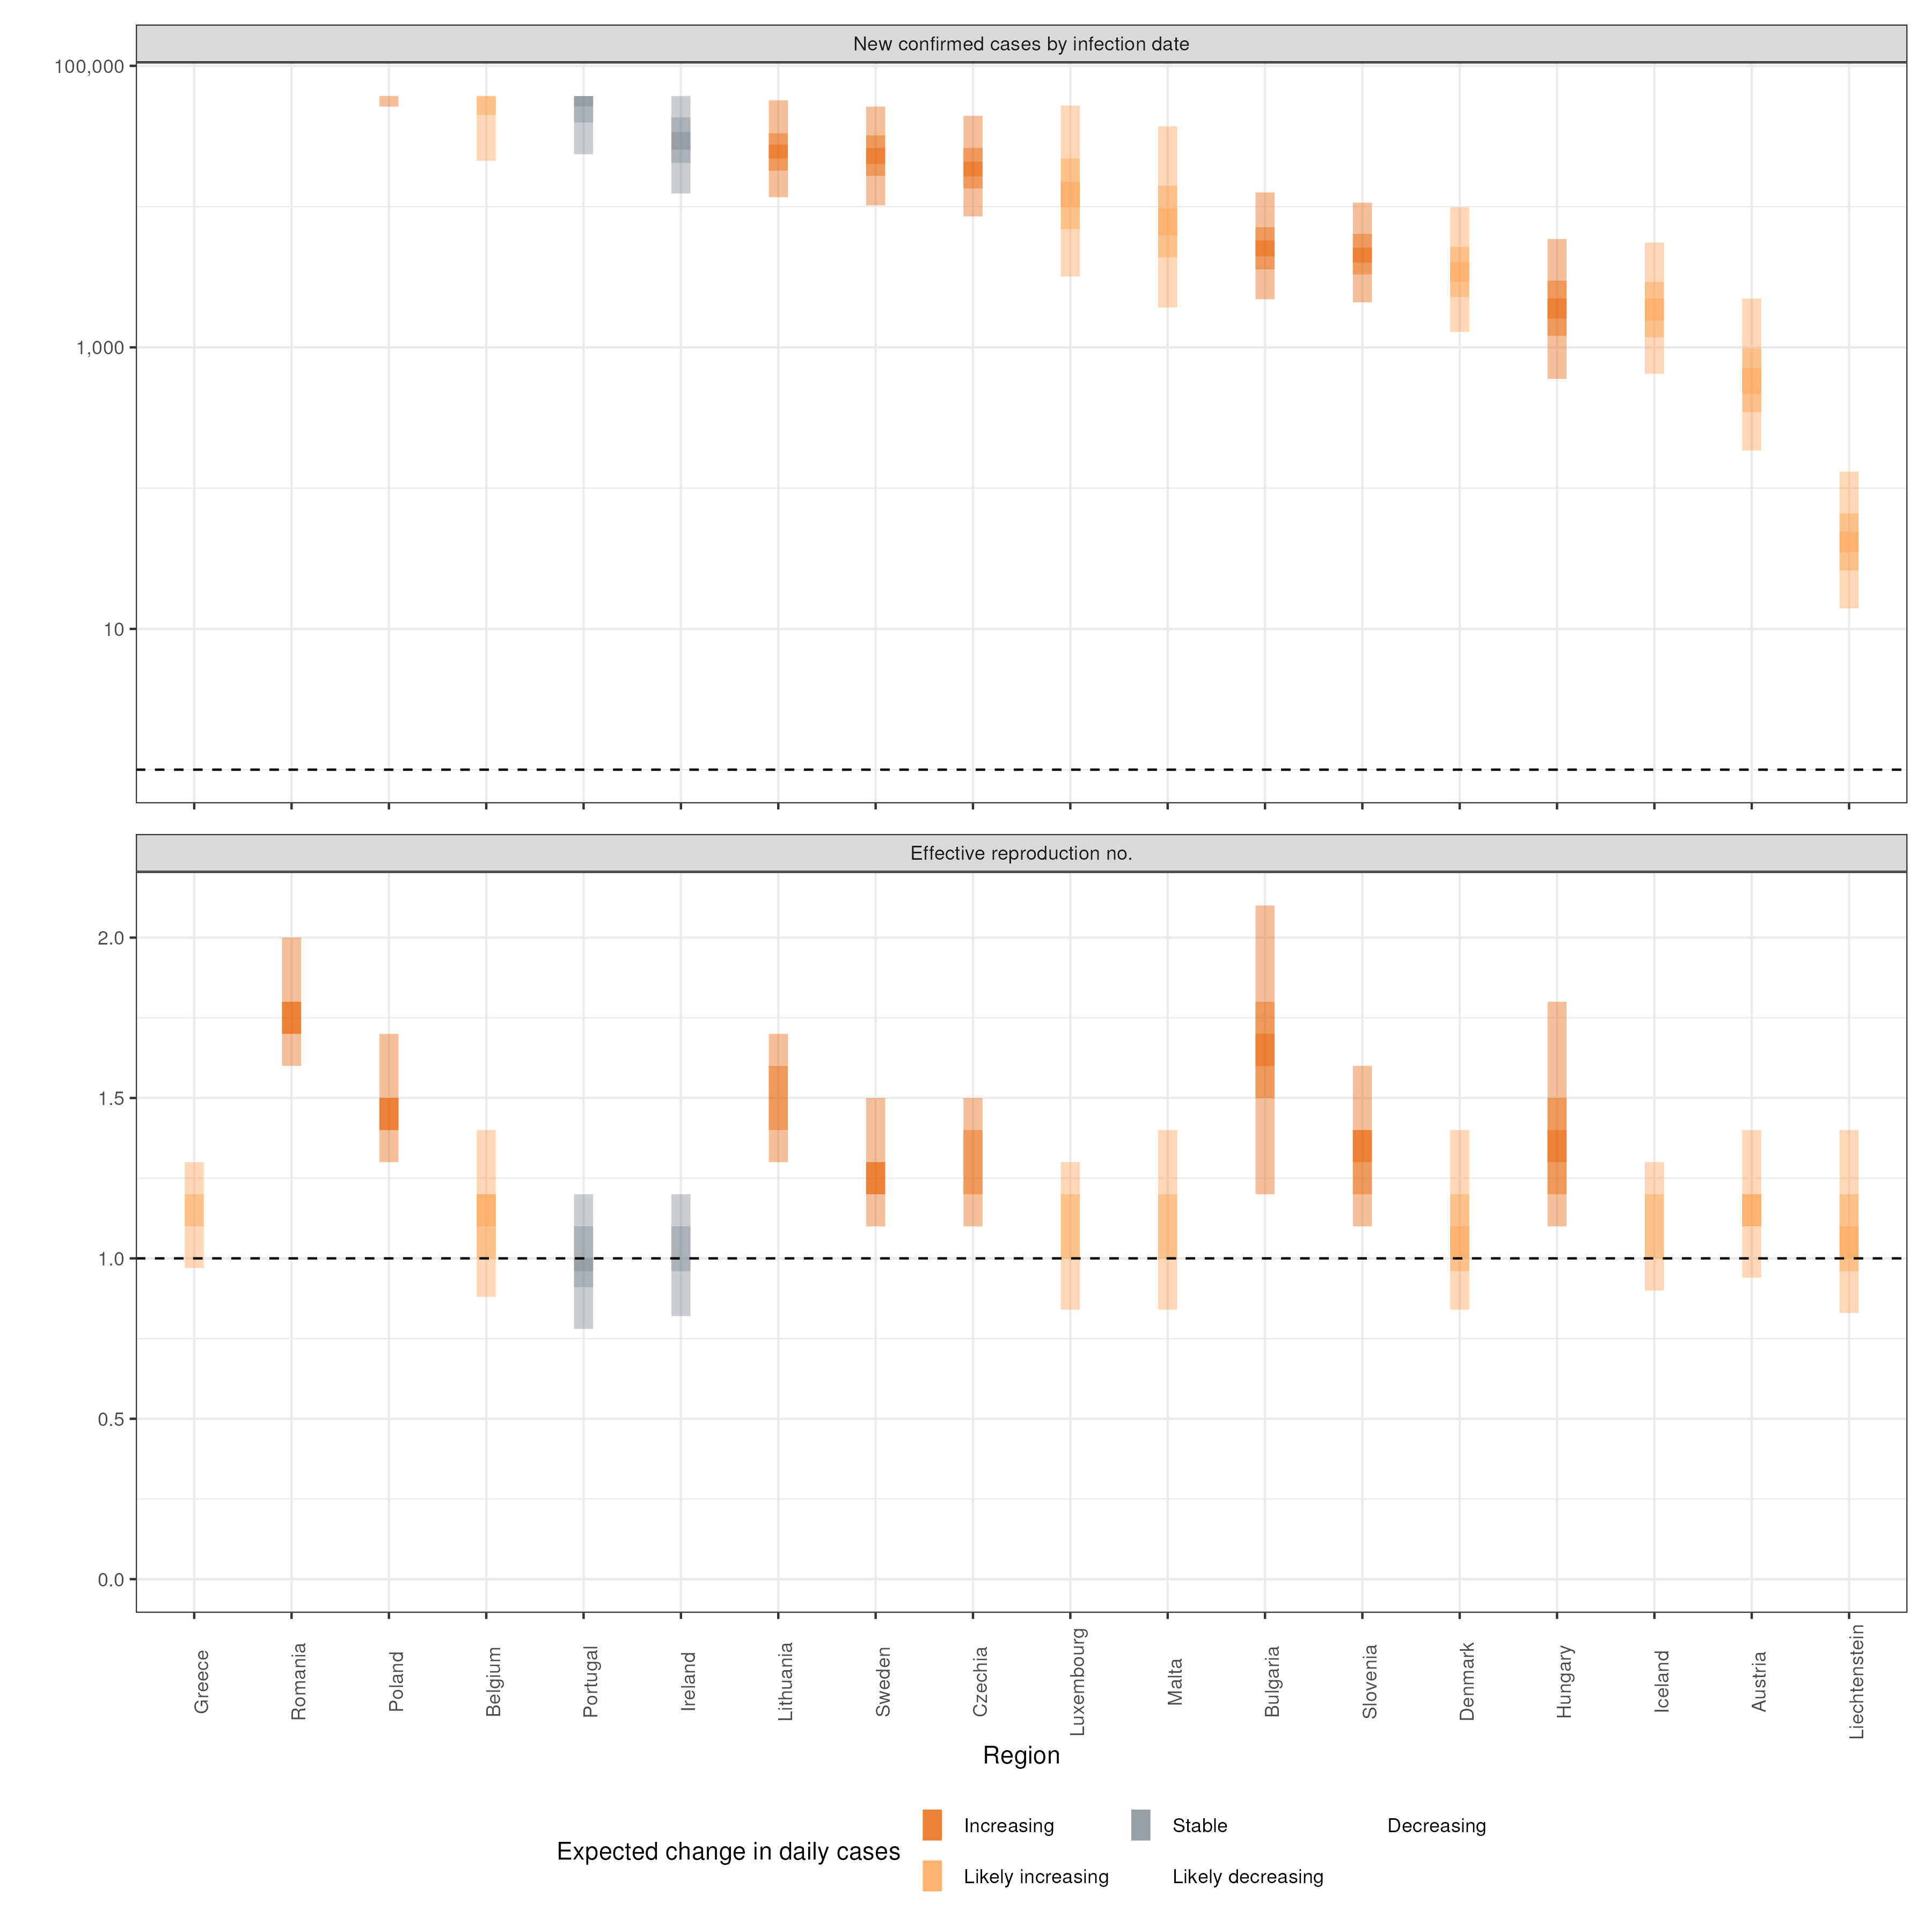 New confirmed cases by infection date
100,000
1,000
10
Effective reproduction no.
2.0
1.5
1.0
0.5
0.0
Greece
Romania
Poland
Belgium
Portugal
Ireland
Lithuania
Sweden
Czechia
Luxembourg
Malta
Bulgaria
Slovenia
Denmark
Hungary
Iceland
Austria
Liechtenstein
Region
Expected change in daily cases
Increasing
Stable
Decreasing
Likely increasing
Likely decreasing